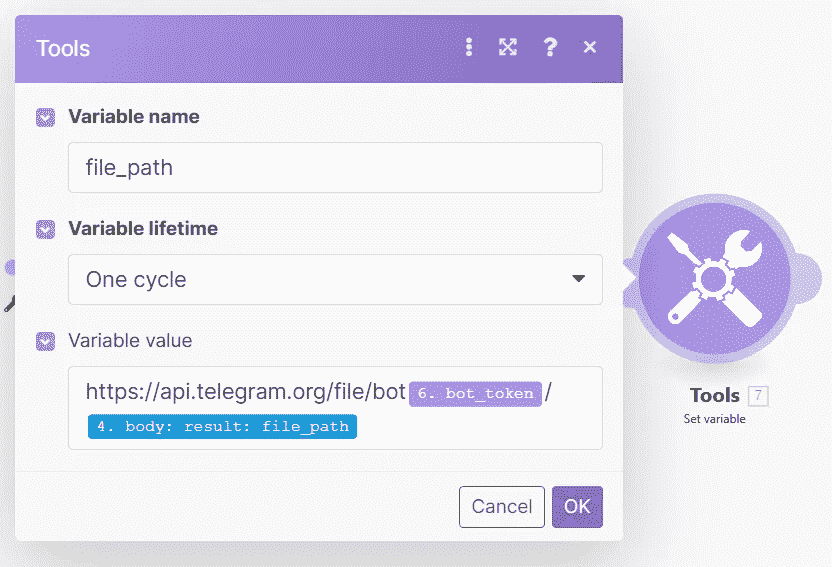 Tools
?
Variable name
file_path
Variable lifetime
One cycle
Variable value
https://api.telegram.org/file/bot 6. bot_token /
4. body: result: file_path
Cancel OK
Tools 7
Set variable